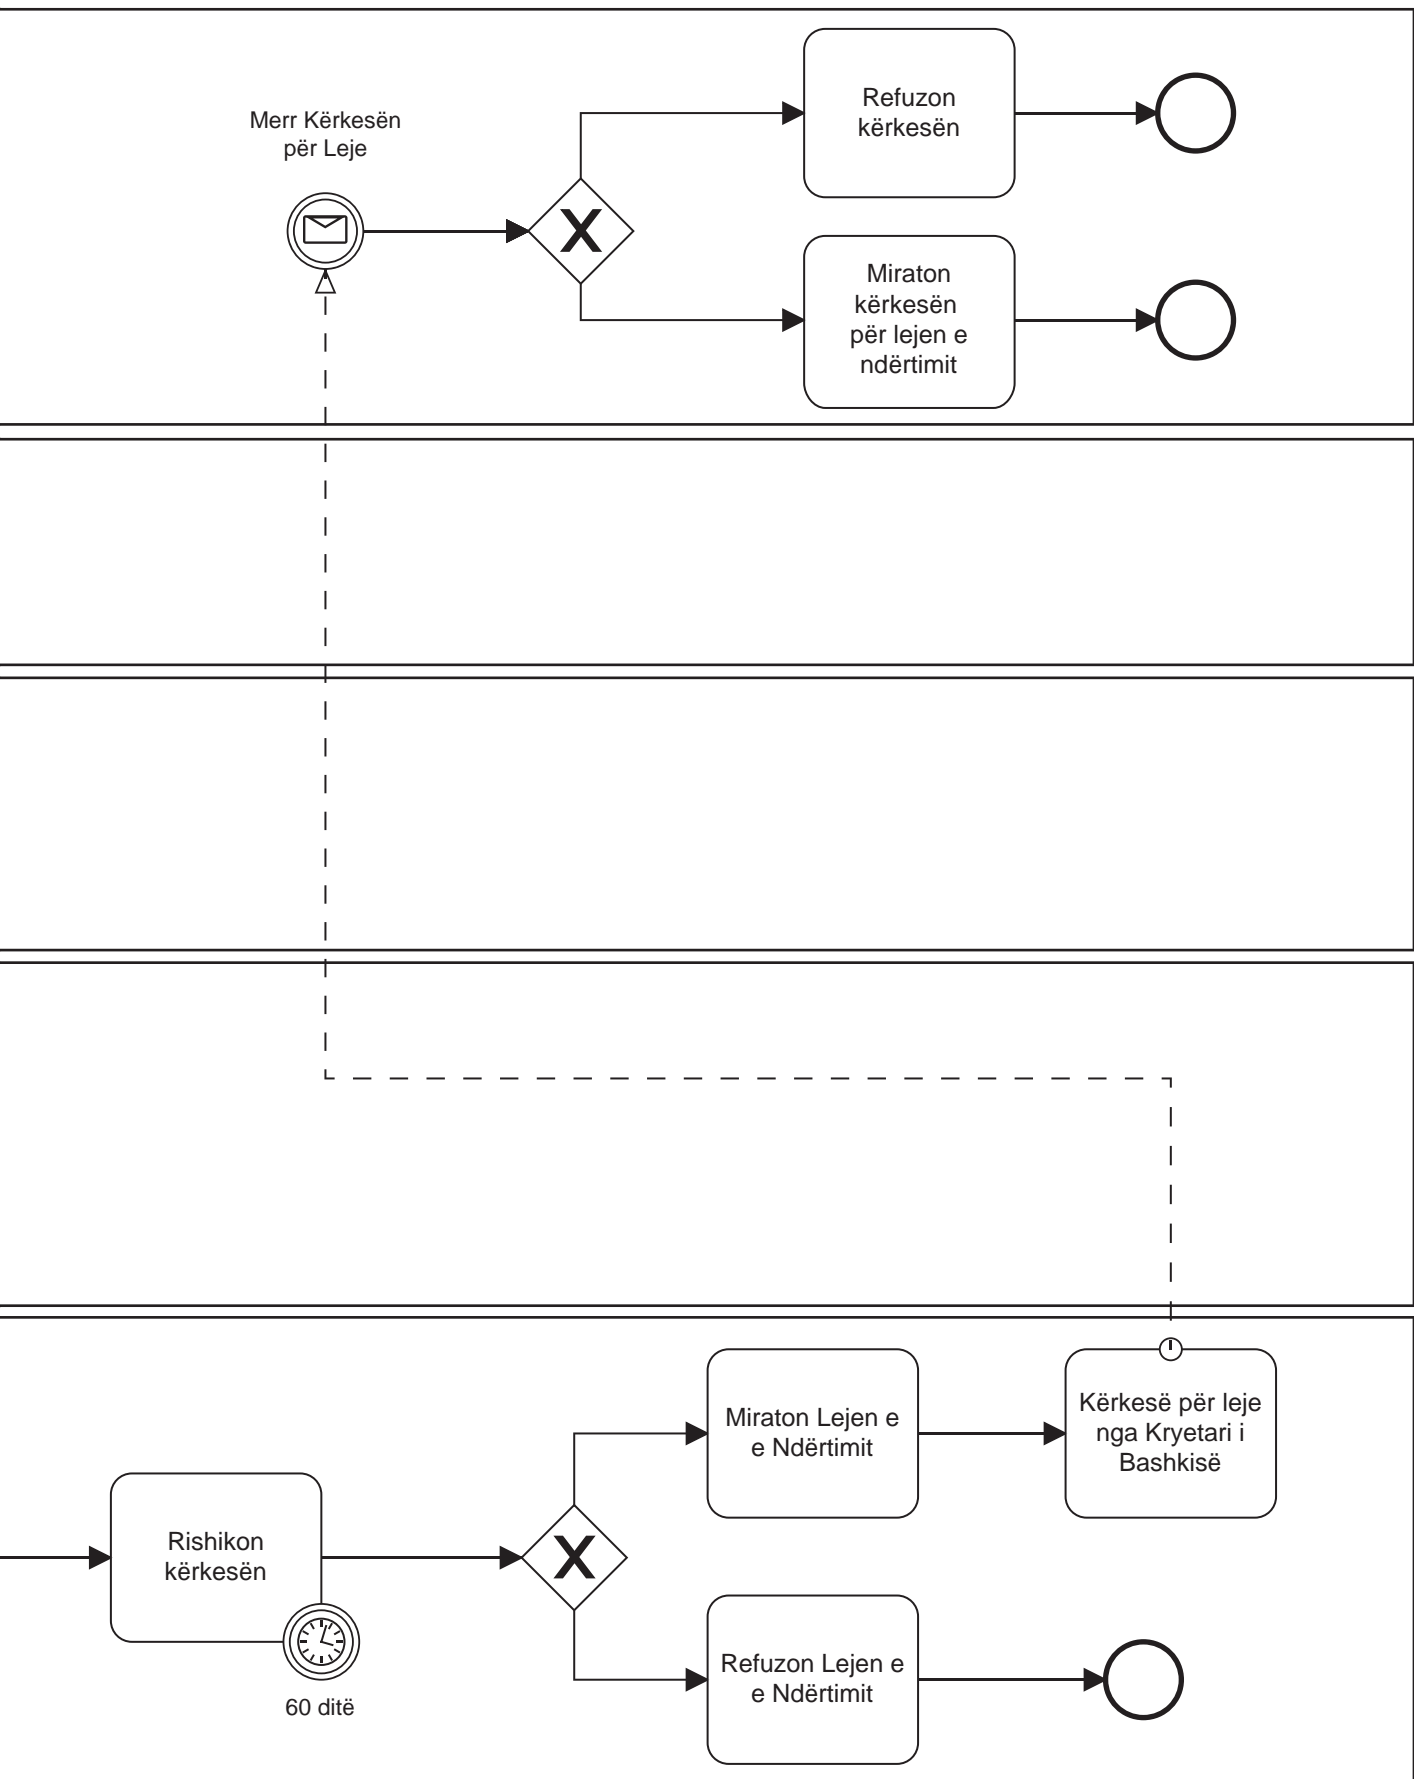 Merr Kërkesën
për Leje
Refuzon
kërkesën
X
Miraton
kërkesën
për lejen e
ndërtimit
Miraton Lejen e
e Ndërtimit
Kërkesë për leje
nga Kryetari i
Bashkisë
Rishikon
kërkesën
X
60 ditë
Refuzon Lejen e
e Ndërtimit